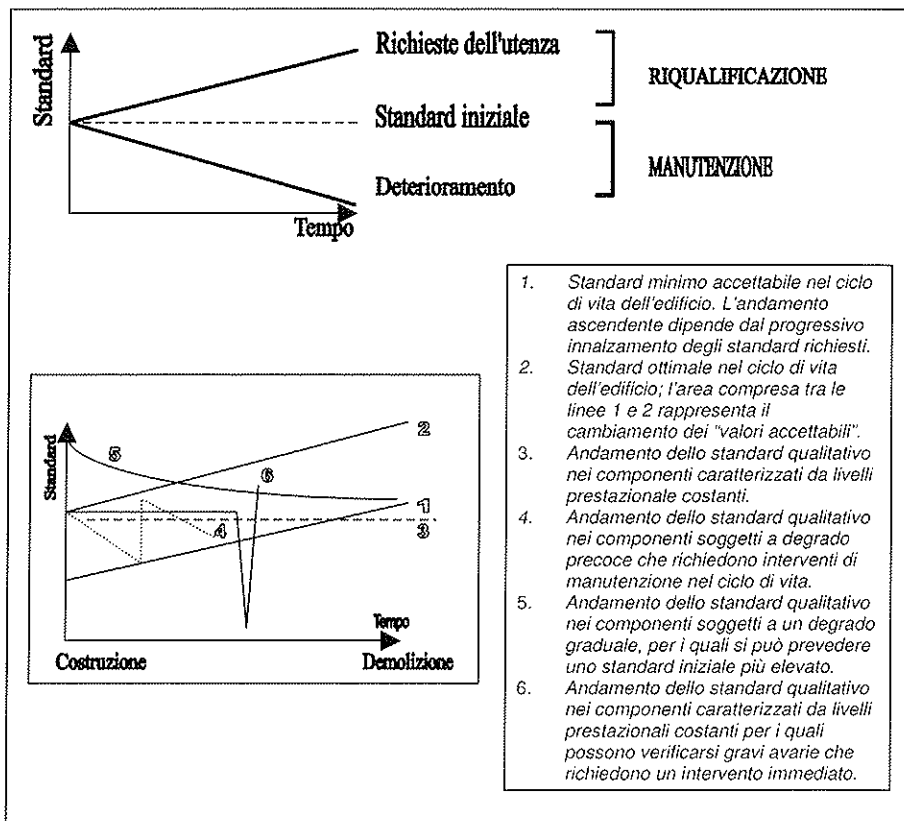 Standard
Richieste dell'utenza
RIQUALIFICAZIONE
Standard iniziale
MANUTENZIONE
Deterioramento
Tempo
1. Standard minimo accettabile nel ciclo
di vita dell'edificio. L'andamento
ascendente dipende dal progressivo
innalzamento degli standard richiesti.
2. Standard ottimale nel ciclo di vita
dell'edificio; l'area compresa tra le
linee 1 e 2 rappresenta il
cambiamento dei "valori accettabili".
3. Andamento dello standard qualitativo
nei componenti caratterizzati da livelli
prestazionale costanti.
4. Andamento dello standard qualitativo
nei componenti soggetti a degrado
precoce che richiedono interventi di
manutenzione nel ciclo di vita.
5. Andamento dello standard qualitativo
nei componenti soggetti a un degrado
graduale, per i quali si può prevedere
uno standard iniziale più elevato.
6. Andamento dello standard qualitativo
nei componenti caratterizzati da livelli
prestazionali costanti per i quali
possono verificarsi gravi avarie che
richiedono un intervento immediato.
Standard
5
2
6
1
4
3
Tempo
Costruzione
Demolizione